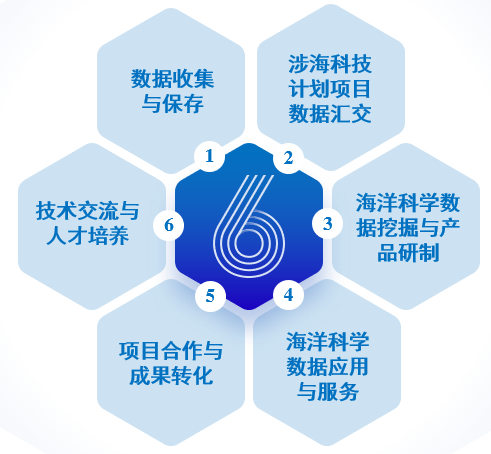 数据收集
与保存
1
涉海科技
计划项目
数据汇交
2
海洋科学数
据挖掘与产
品研制
3
海洋科学
数据应用
与服务
4
项目合作与
成果转化
5
技术交流与
人才培养
6
6